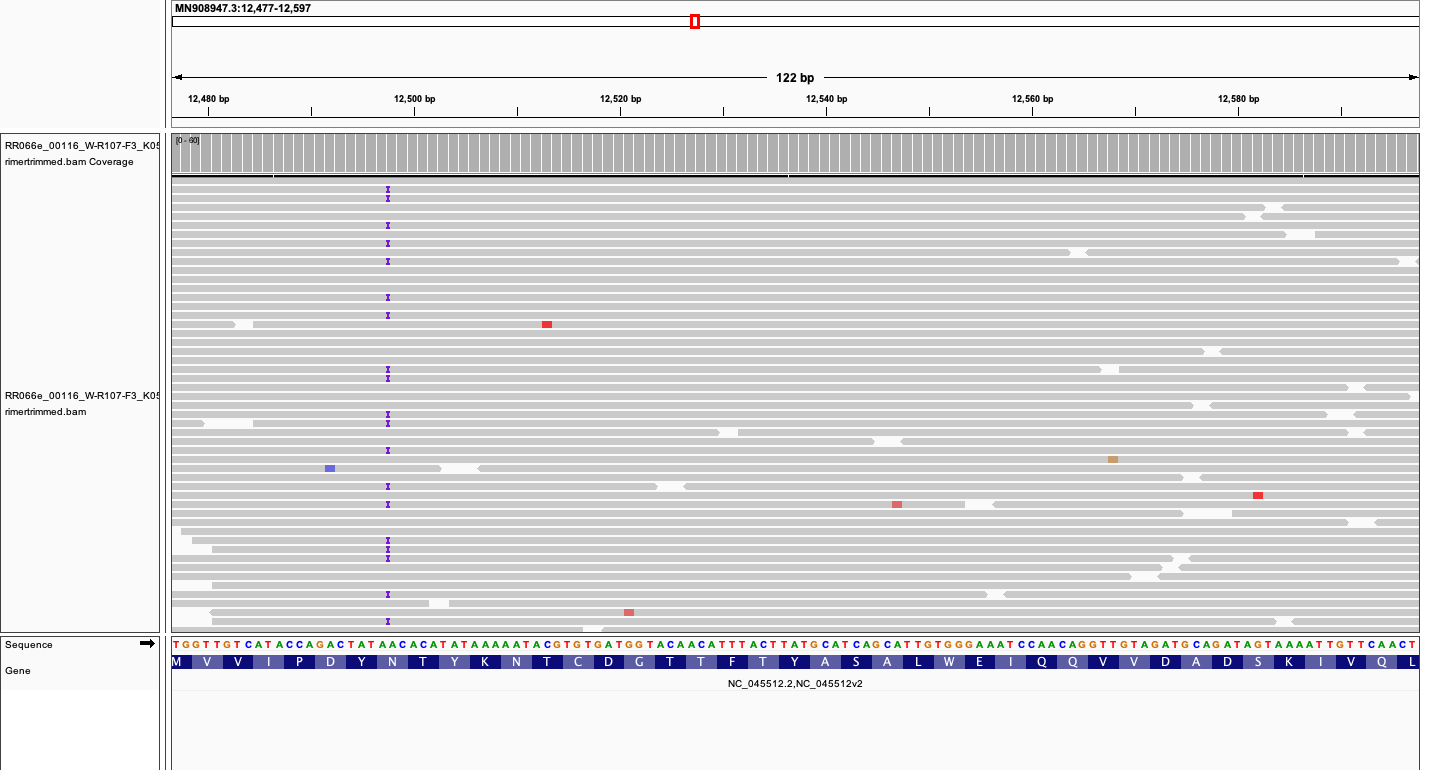 MN908947.3:12,477-12,597
122 bp
12,480 bp 12,500 bp 12,520 bp 12,540 bp 12,560 bp 12,580 bp
RR066e_00116_W-R107-F3_K05
rimertrimmed.bam Coverage
[0 - 60]
RR066e_00116_W-R107-F3_K05
rimertrimmed.bam
Sequence
TGGTTGTCATACCAGACTATAACACATATAAAAATACGTGTGATGGTACAACATTTACTTATGCATCAGCATTGTGGGAAATCCAACAGGTTGTAGATGCAGATAGTAAAATTGTTCAACT
Gene
M V V I P D Y N T Y K N T C D G T T F T Y A S A L W E I Q Q V V D A D S K I V Q L
NC_045512.2,NC_045512v2